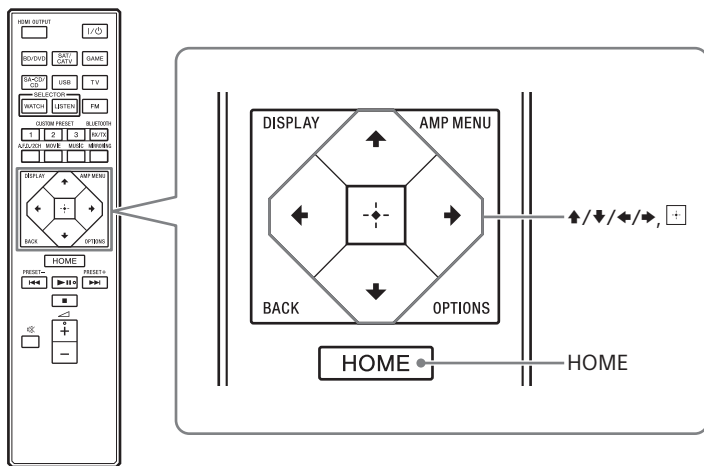 HDMI OUTPUT
I/⏻
BD/DVD SAT/CATV GAME
SA-CD/CD USB TV
SELECTOR
WATCH LISTEN FM
CUSTOM PRESET BLUETOOTH
1 2 3 RX/TX
A.F.D./2CH MOVIE MUSIC MIRRORING
DISPLAY AMP MENU
BACK OPTIONS
HOME
PRESET– PRESET+
+
–
DISPLAY AMP MENU
BACK OPTIONS
HOME
↑/↓/←/→,
HOME